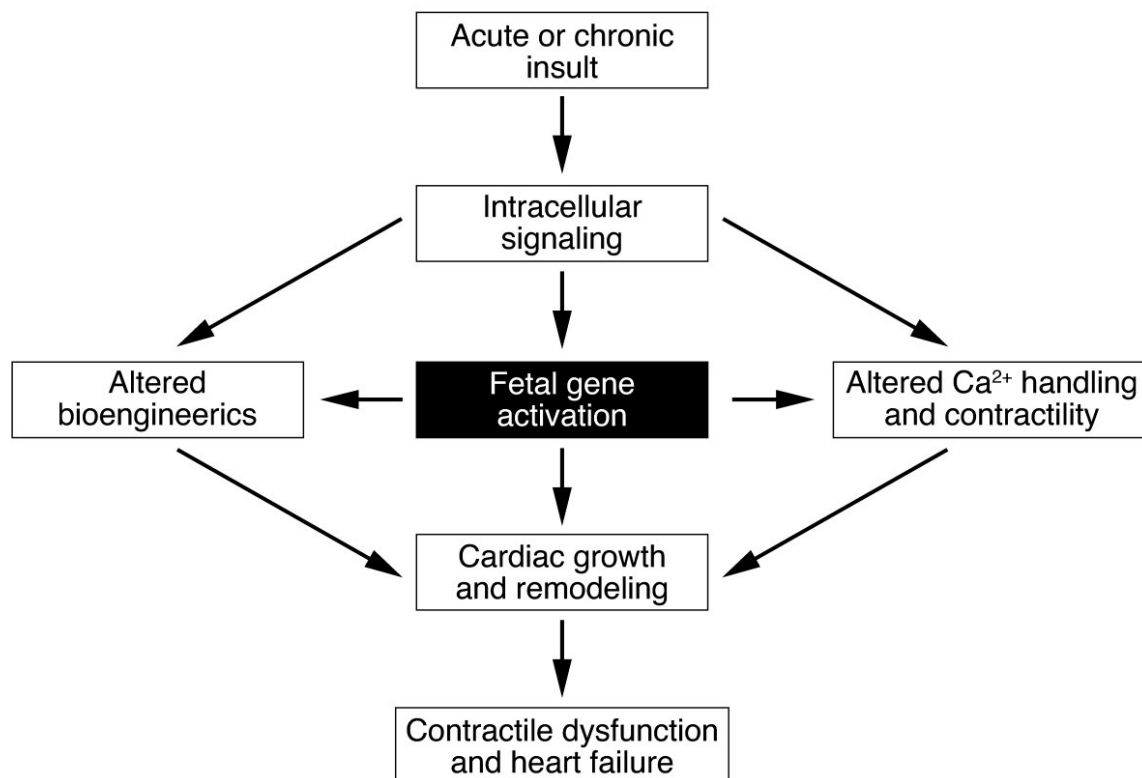 Acute or chronic
insult
Intracellular
signaling
Altered
bioengineerics
Fetal gene
activation
Altered Ca²⁺ handling
and contractility
Cardiac growth
and remodeling
Contractile dysfunction
and heart failure